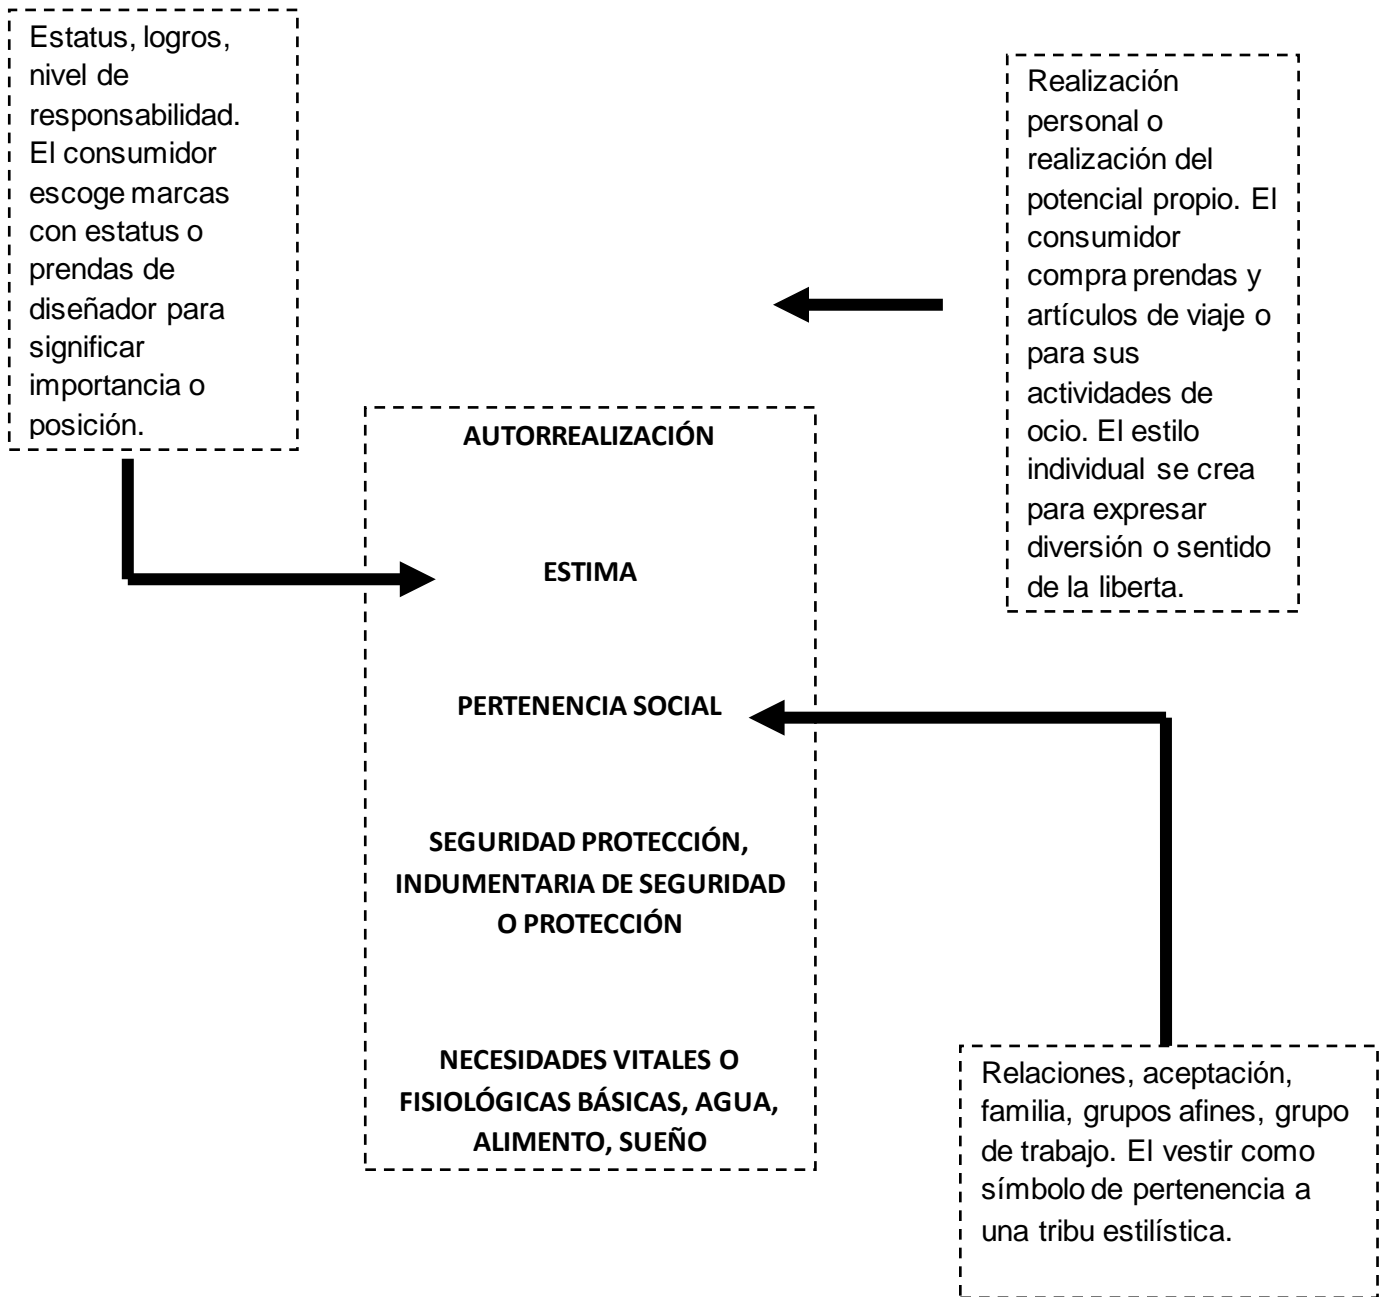 Estatus, logros,
nivel de
responsabilidad.
El consumidor
escoge marcas
con estatus o
prendas de
diseñador para
significar
importancia o
posición.
Realización
personal o
realización del
potencial propio. El
consumidor
compra prendas y
artículos de viaje o
para sus
actividades de
ocio. El estilo
individual se crea
para expresar
diversión o sentido
de la liberta.
AUTORREALIZACIÓN
ESTIMA
PERTENENCIA SOCIAL
SEGURIDAD PROTECCIÓN,
INDUMENTARIA DE SEGURIDAD
O PROTECCIÓN
NECESIDADES VITALES O
FISIOLÓGICAS BÁSICAS, AGUA,
ALIMENTO, SUEÑO
Relaciones, aceptación,
familia, grupos afines, grupo
de trabajo. El vestir como
símbolo de pertenencia a
una tribu estilística.